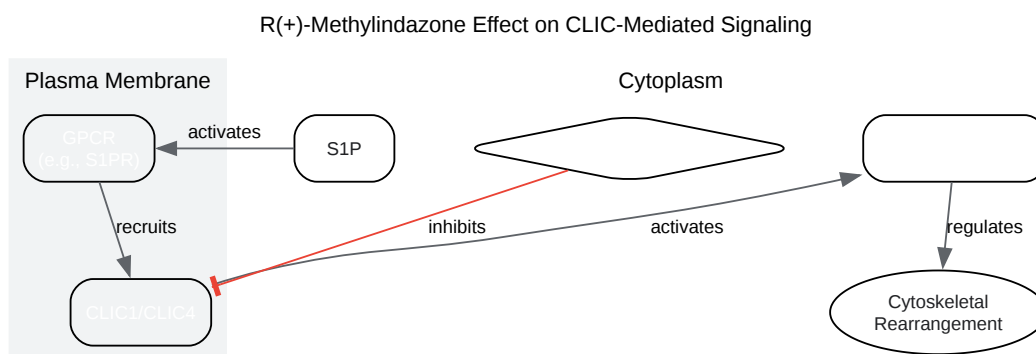 R(+)-Methylindazone Effect on CLIC-Mediated Signaling
Plasma Membrane
Cytoplasm
GPCR
(e.g., S1PR)
activates
S1P
recruits
inhibits
activates
regulates
CLIC1/CLIC4
Cytoskeletal
Rearrangement